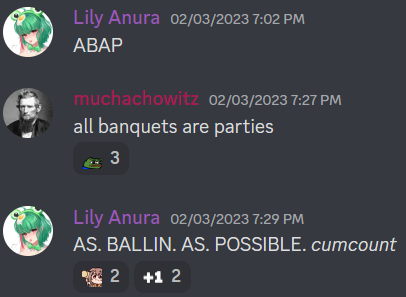 Lily Anura 02/03/2023 7:02 PM
ABAP
muchachowitz 02/03/2023 7:27 PM
all banquets are parties
3
Lily Anura 02/03/2023 7:29 PM
AS. BALLIN. AS. POSSIBLE. cumcount
2 +1 2